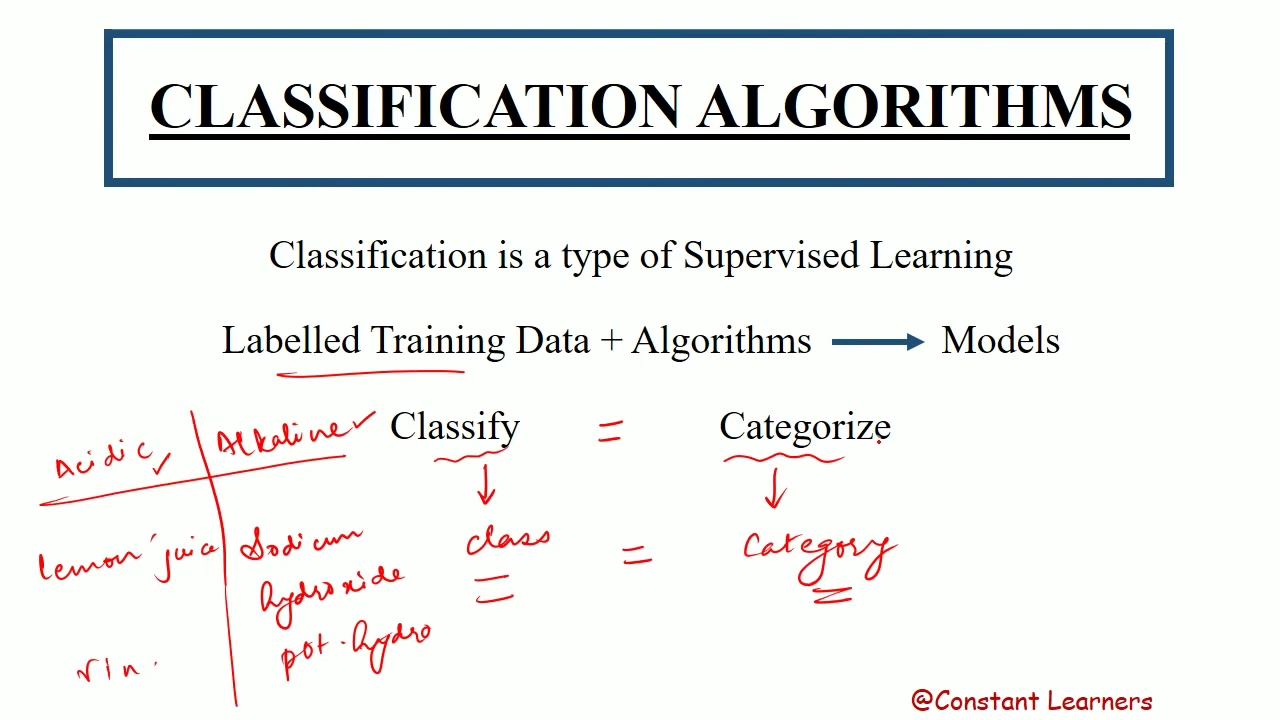 CLASSIFICATION ALGORITHMS
Classification is a type of Supervised Learning
Labelled Training Data + Algorithms → Models
Classify = Categorize
Acidic ✓ Alkaline ✓
class = Category
lemon juice Sodium
hydroxide
pot. hydro
@Constant Learners